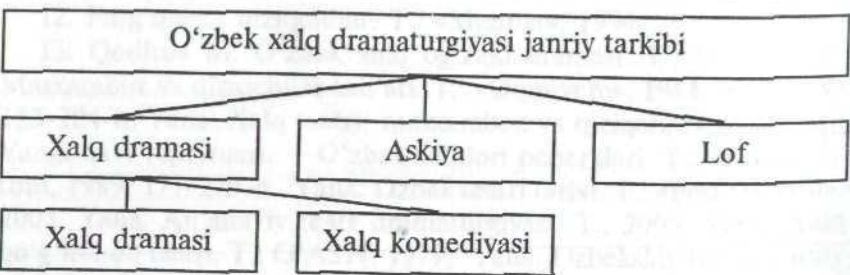 O‘zbek xalq dramaturgiyasi janriy tarkibi
Xalq dramasi
Askiya
Lof
Xalq dramasi
Xalq komediyasi